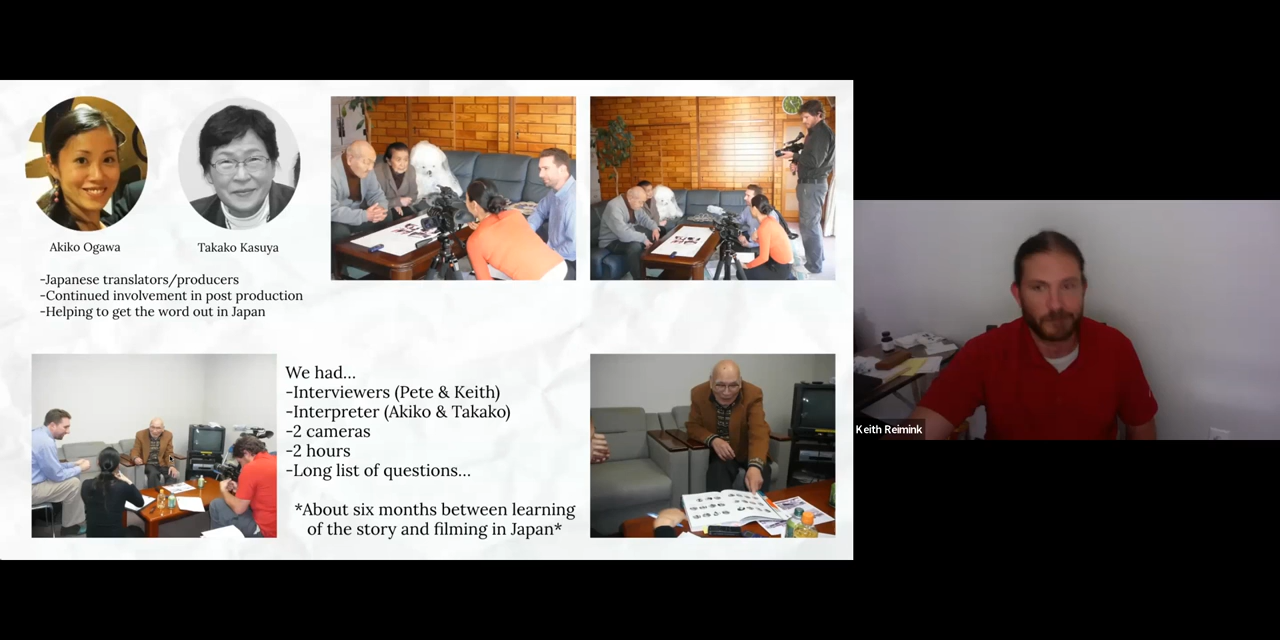 Akiko Ogawa
Takako Kasuya
-Japanese translators/producers
-Continued involvement in post production
-Helping to get the word out in Japan
We had...
-Interviewers (Pete & Keith)
-Interpreter (Akiko & Takako)
-2 cameras
-2 hours
-Long list of questions...
*About six months between learning
of the story and filming in Japan*
Keith Reimink